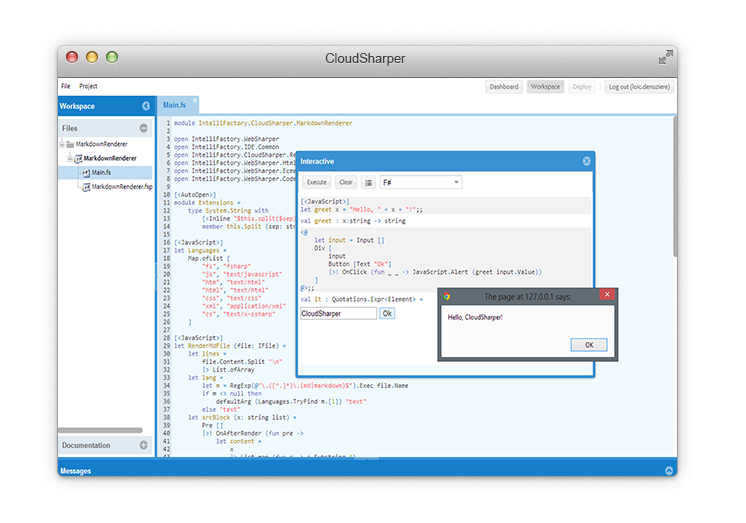 CloudSharper
File Project
Dashboard Workspace Deploy Log out (loic.denuziere)
Workspace
Files
MarkdownRenderer
MarkdownRenderer
Main.fs
MarkdownRenderer.fsp
Documentation
Main.fs
1 module IntelliFactory.CloudSharper.MarkdownRenderer
2
3 open IntelliFactory.WebSharper
4 open IntelliFactory.IDE.Common
5 open IntelliFactory.CloudSharper.Re
6 open IntelliFactory.WebSharper.Html
7 open IntelliFactory.WebSharper.Ecma
8 open IntelliFactory.WebSharper.Code
9
10 [<AutoOpen>]
11 module Extensions =
12 type System.String with
13 [<Inline "$this.split($sep)
14 member this.Split (sep: str
15
16 [<JavaScript>]
17 let Languages =
18 Map.ofList [
19 "fs", "fsharp"
20 "js", "text/javascript"
21 "htm", "text/html"
22 "html", "text/html"
23 "css", "text/css"
24 "xml", "application/xml"
25 "cs", "text/x-csharp"
26 ]
27
28 [<JavaScript>]
29 let RenderMdFile (file: IFile) =
30 let lines =
31 file.Content.Split "\n"
32 |> List.ofArray
33 let lang =
34 let m = RegExp(@"\.([^.]*)\.(md|markdown)$").Exec file.Name
35 if m <> null then
36 defaultArg (Languages.TryFind m.[1]) "text"
37 else "text"
38 let srcBlock (x: string list) =
39 Pre []
40 |>! OnAfterRender (fun pre ->
41 let content =
42 x
43
Interactive
Execute Clear F#
[<JavaScript>]
let greet x = "Hello, " + x + "!";;
val greet : x:string -> string
<@
let input = Input []
Div [
input
Button [Text "Ok"]
|>! OnClick (fun _ _ -> JavaScript.Alert (greet input.Value))
]
@>;;
val it : Quotations.Expr<Element> =
CloudSharper Ok
The page at 127.0.0.1 says:
Hello, CloudSharper!
OK
Messages